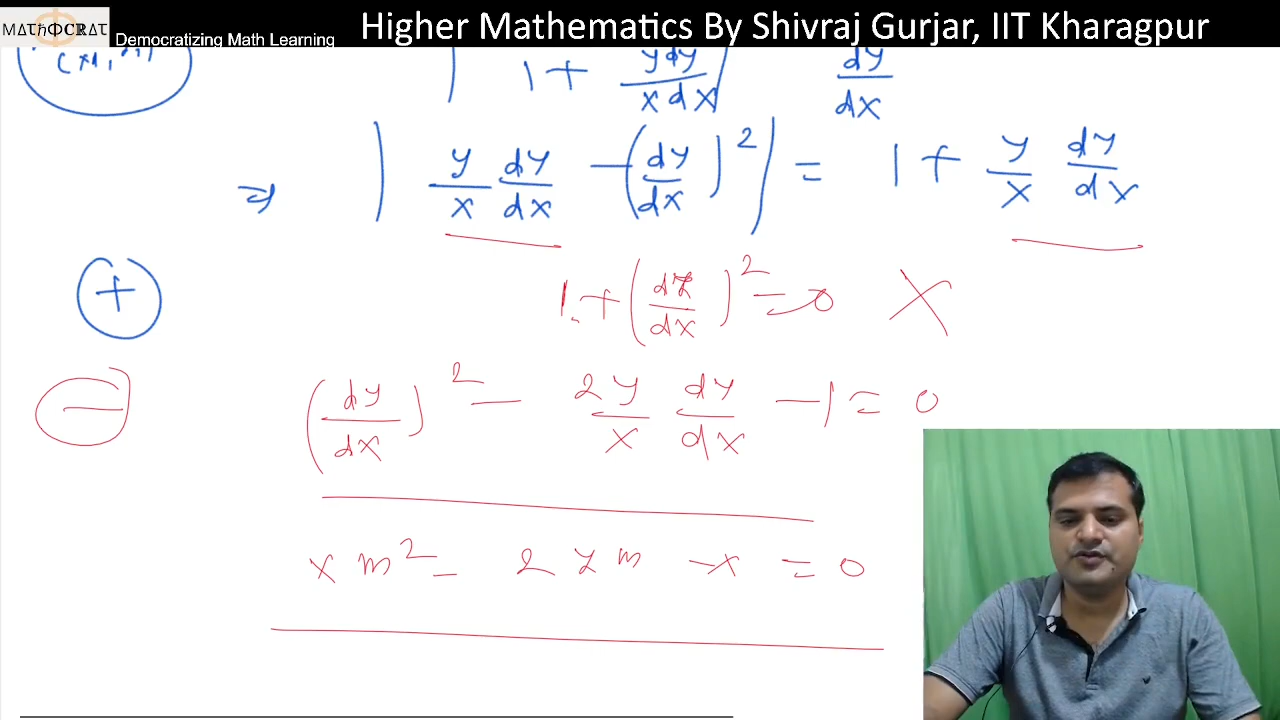 MATHOCRAT
Democratizing Math Learning
Higher Mathematics By Shivraj Gurjar, IIT Kharagpur
| 1 + y dy / x dx | dy/dx
⇒ | y/x dy/dx - (dy/dx)^2 | = 1 + y/x dy/dx
+
1 + (dy/dx)^2 = 0 X
-
(dy/dx)^2 - 2y/x dy/dx - 1 = 0
x m^2 - 2 y m - x = 0